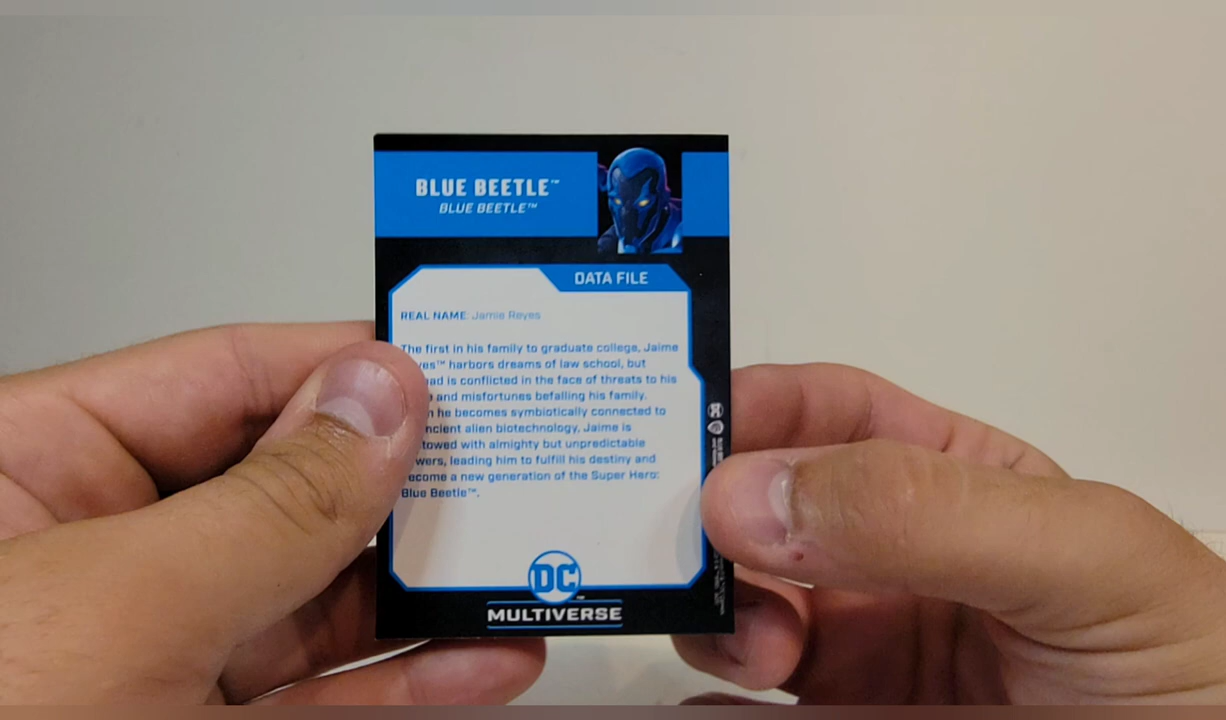 BLUE BEETLE™
BLUE BEETLE™
DATA FILE
REAL NAME: Jamie Reyes
The first in his family to graduate college, Jaime
harbors dreams of law school, but
is conflicted in the face of threats to his
and misfortunes befalling his family.
he becomes symbiotically connected to
ancient alien biotechnology, Jaime is
with almighty but unpredictable
leading him to fulfill his destiny and
become a new generation of the Super Hero:
Blue Beetle™.
DC
MULTIVERSE